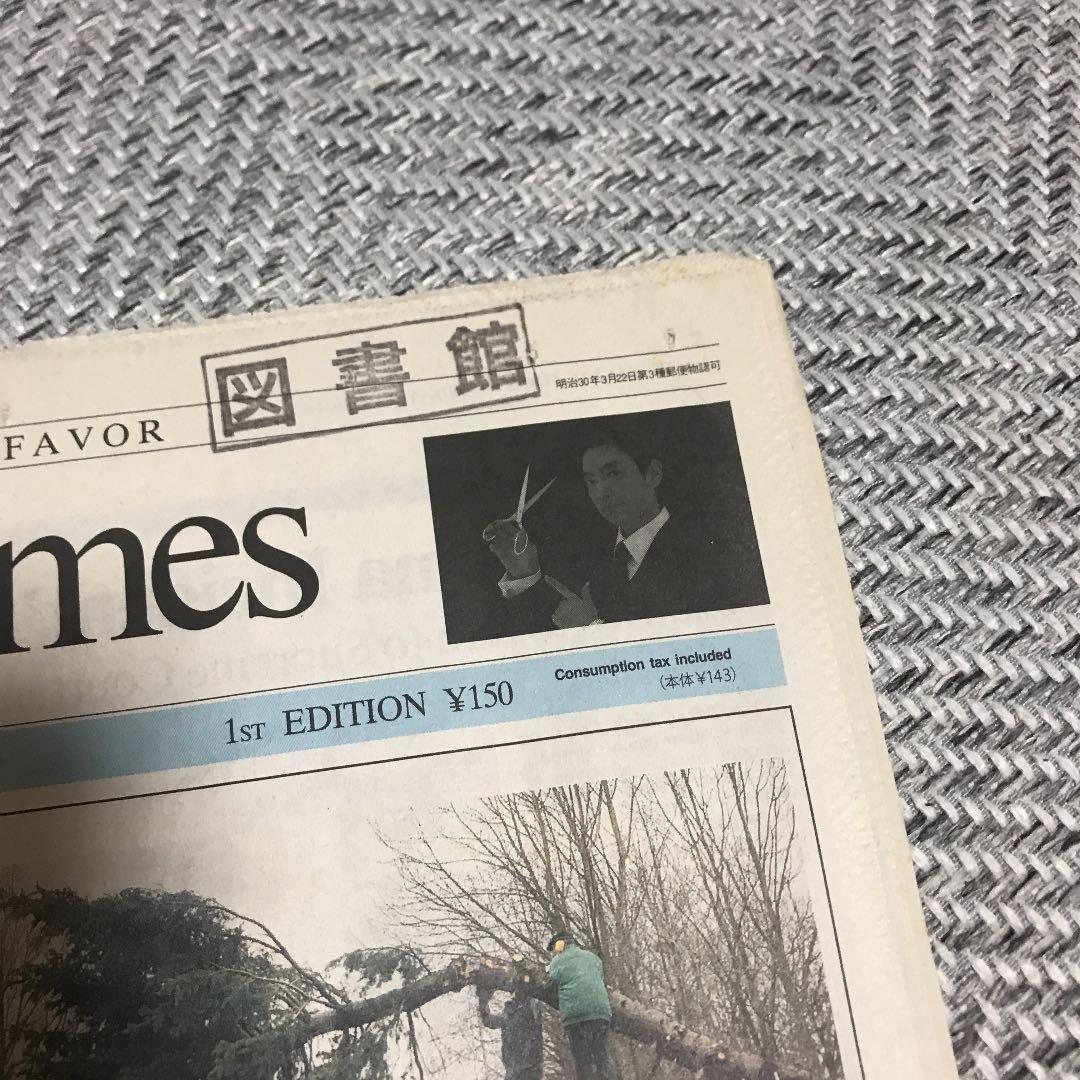 図書館
明治30年3月22日第3種郵便物認可
FAVOR
mes
1ST EDITION ¥150
Consumption tax included
(本体¥143)